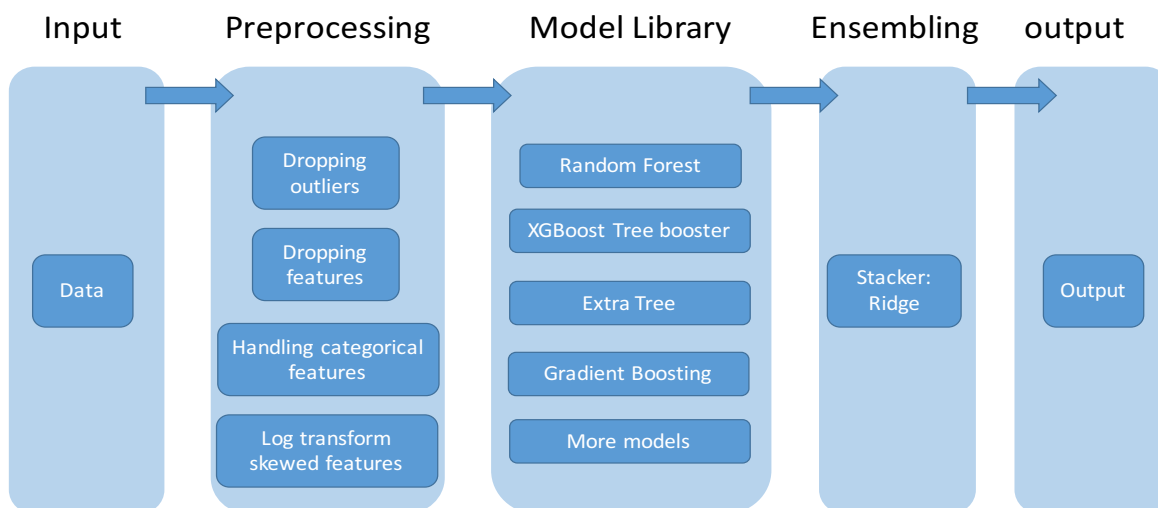 Input
Preprocessing
Model Library
Ensembling
output
Data
Dropping
outliers
Dropping
features
Handling categorical
features
Log transform
skewed features
Random Forest
XGBoost Tree booster
Extra Tree
Gradient Boosting
More models
Stacker:
Ridge
Output